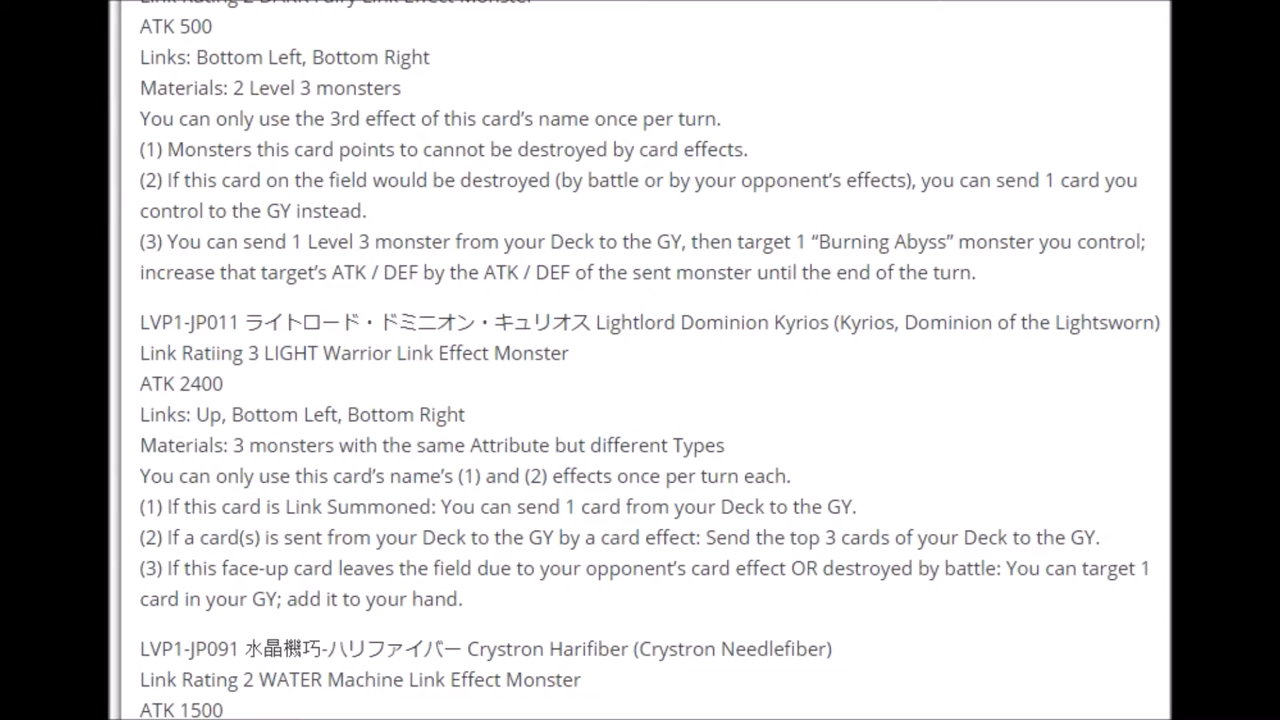 Link Rating 2 DARK Fairy Link Effect Monster
ATK 500
Links: Bottom Left, Bottom Right
Materials: 2 Level 3 monsters
You can only use the 3rd effect of this card’s name once per turn.
(1) Monsters this card points to cannot be destroyed by card effects.
(2) If this card on the field would be destroyed (by battle or by your opponent’s effects), you can send 1 card you
control to the GY instead.
(3) You can send 1 Level 3 monster from your Deck to the GY, then target 1 “Burning Abyss” monster you control;
increase that target’s ATK / DEF by the ATK / DEF of the sent monster until the end of the turn.
LVP1-JP011 ライトロード・ドミニオン・キュリオス Lightlord Dominion Kyrios (Kyrios, Dominion of the Lightsworn)
Link Ratiing 3 LIGHT Warrior Link Effect Monster
ATK 2400
Links: Up, Bottom Left, Bottom Right
Materials: 3 monsters with the same Attribute but different Types
You can only use this card’s name’s (1) and (2) effects once per turn each.
(1) If this card is Link Summoned: You can send 1 card from your Deck to the GY.
(2) If a card(s) is sent from your Deck to the GY by a card effect: Send the top 3 cards of your Deck to the GY.
(3) If this face-up card leaves the field due to your opponent’s card effect OR destroyed by battle: You can target 1
card in your GY; add it to your hand.
LVP1-JP091 水晶機巧-ハリファイバー Crystron Harifiber (Crystron Needlefiber)
Link Rating 2 WATER Machine Link Effect Monster
ATK 1500